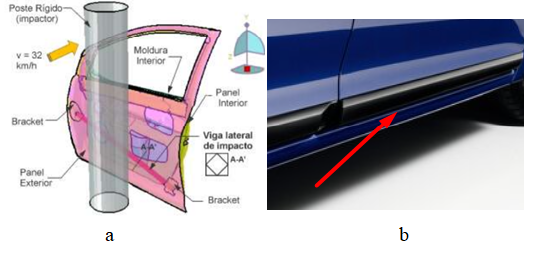 Poste Rígido
(impactor)
v = 32
km/h
Moldura
Interior
Panel
Interior
Bracket
Viga lateral
de impacto
A-A'
A-A'
Panel
Exterior
Bracket
Y
Z
a
b